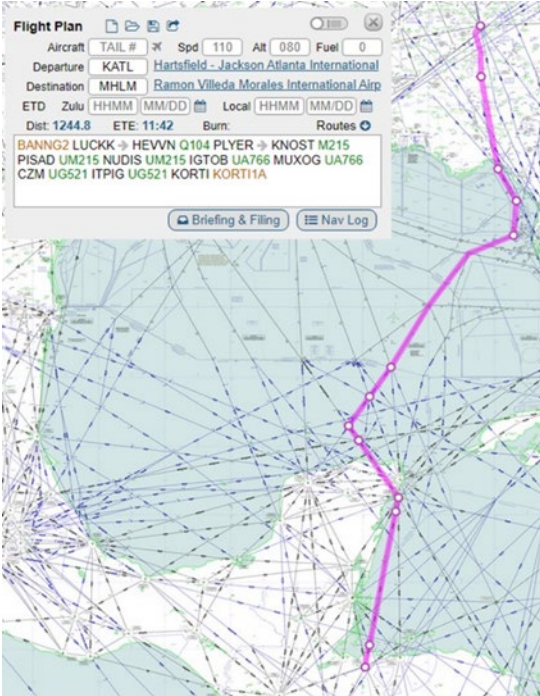 Flight Plan
Aircraft TAIL # Spd 110 Alt 080 Fuel 0
Departure KATL Hartsfield - Jackson Atlanta International
Destination MHLM Ramon Villeda Morales International Airp
ETD Zulu HHMM MM/DD Local HHMM MM/DD
Dist: 1244.8 ETE: 11:42 Burn: Routes
BANNG2 LUCKK → HEVVN Q104 PLYER → KNOST M215
PISAD UM215 NUDIS UM215 IGTOB UA766 MUXOG UA766
CZM UG521 ITPIG UG521 KORTI KORTI1A
Briefing & Filing Nav Log